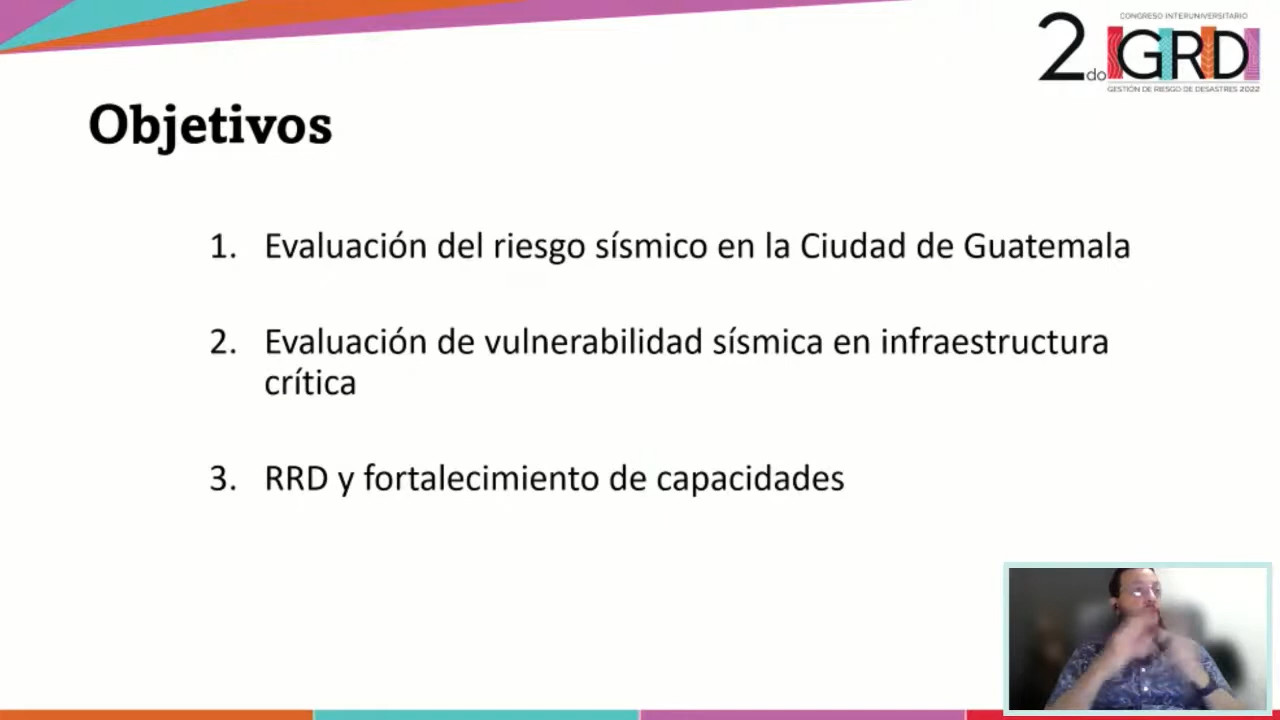 CONGRESO INTERUNIVERSITARIO
2do GRD
GESTIÓN DE RIESGO DE DESASTRES 2022
Objetivos
1. Evaluación del riesgo sísmico en la Ciudad de Guatemala
2. Evaluación de vulnerabilidad sísmica en infraestructura
crítica
3. RRD y fortalecimiento de capacidades